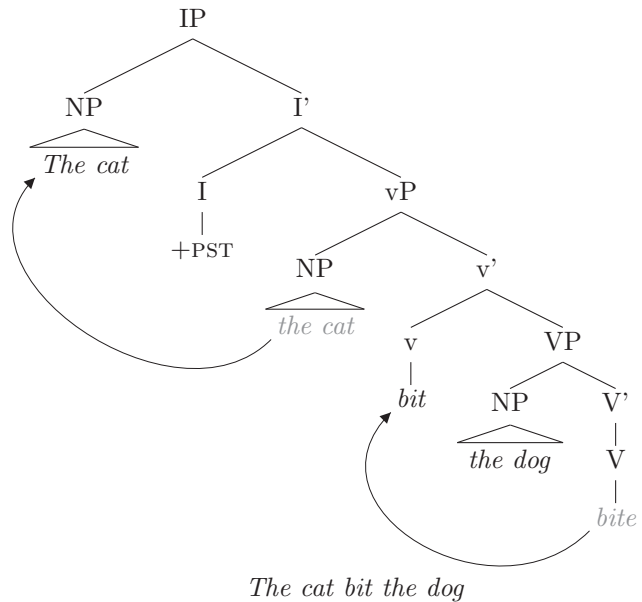 IP
NP I'
The cat
I vP
+PST
NP v'
the cat
v VP
bit
NP V'
the dog
V
bite
The cat bit the dog